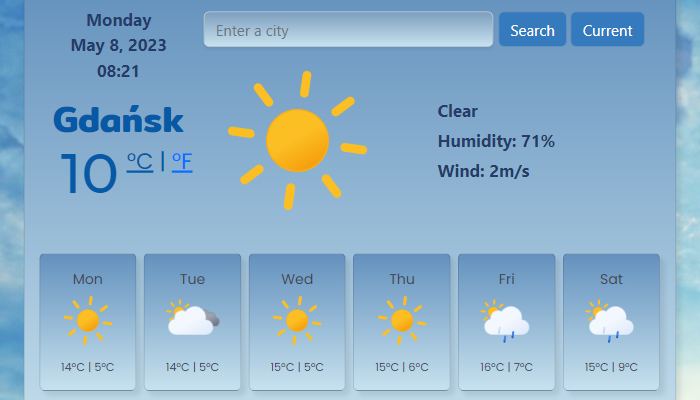 Monday
May 8, 2023
08:21
Enter a city
Search
Current
Gdańsk
10 °C | °F
Clear
Humidity: 71%
Wind: 2m/s
Mon
14°C | 5°C
Tue
14°C | 5°C
Wed
15°C | 5°C
Thu
15°C | 6°C
Fri
16°C | 7°C
Sat
15°C | 9°C